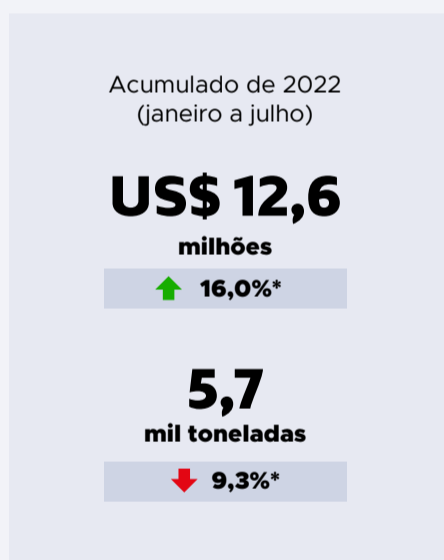 Acumulado de 2022
(janeiro a julho)
US$ 12,6
milhões
16,0%*
5,7
mil toneladas
9,3%*